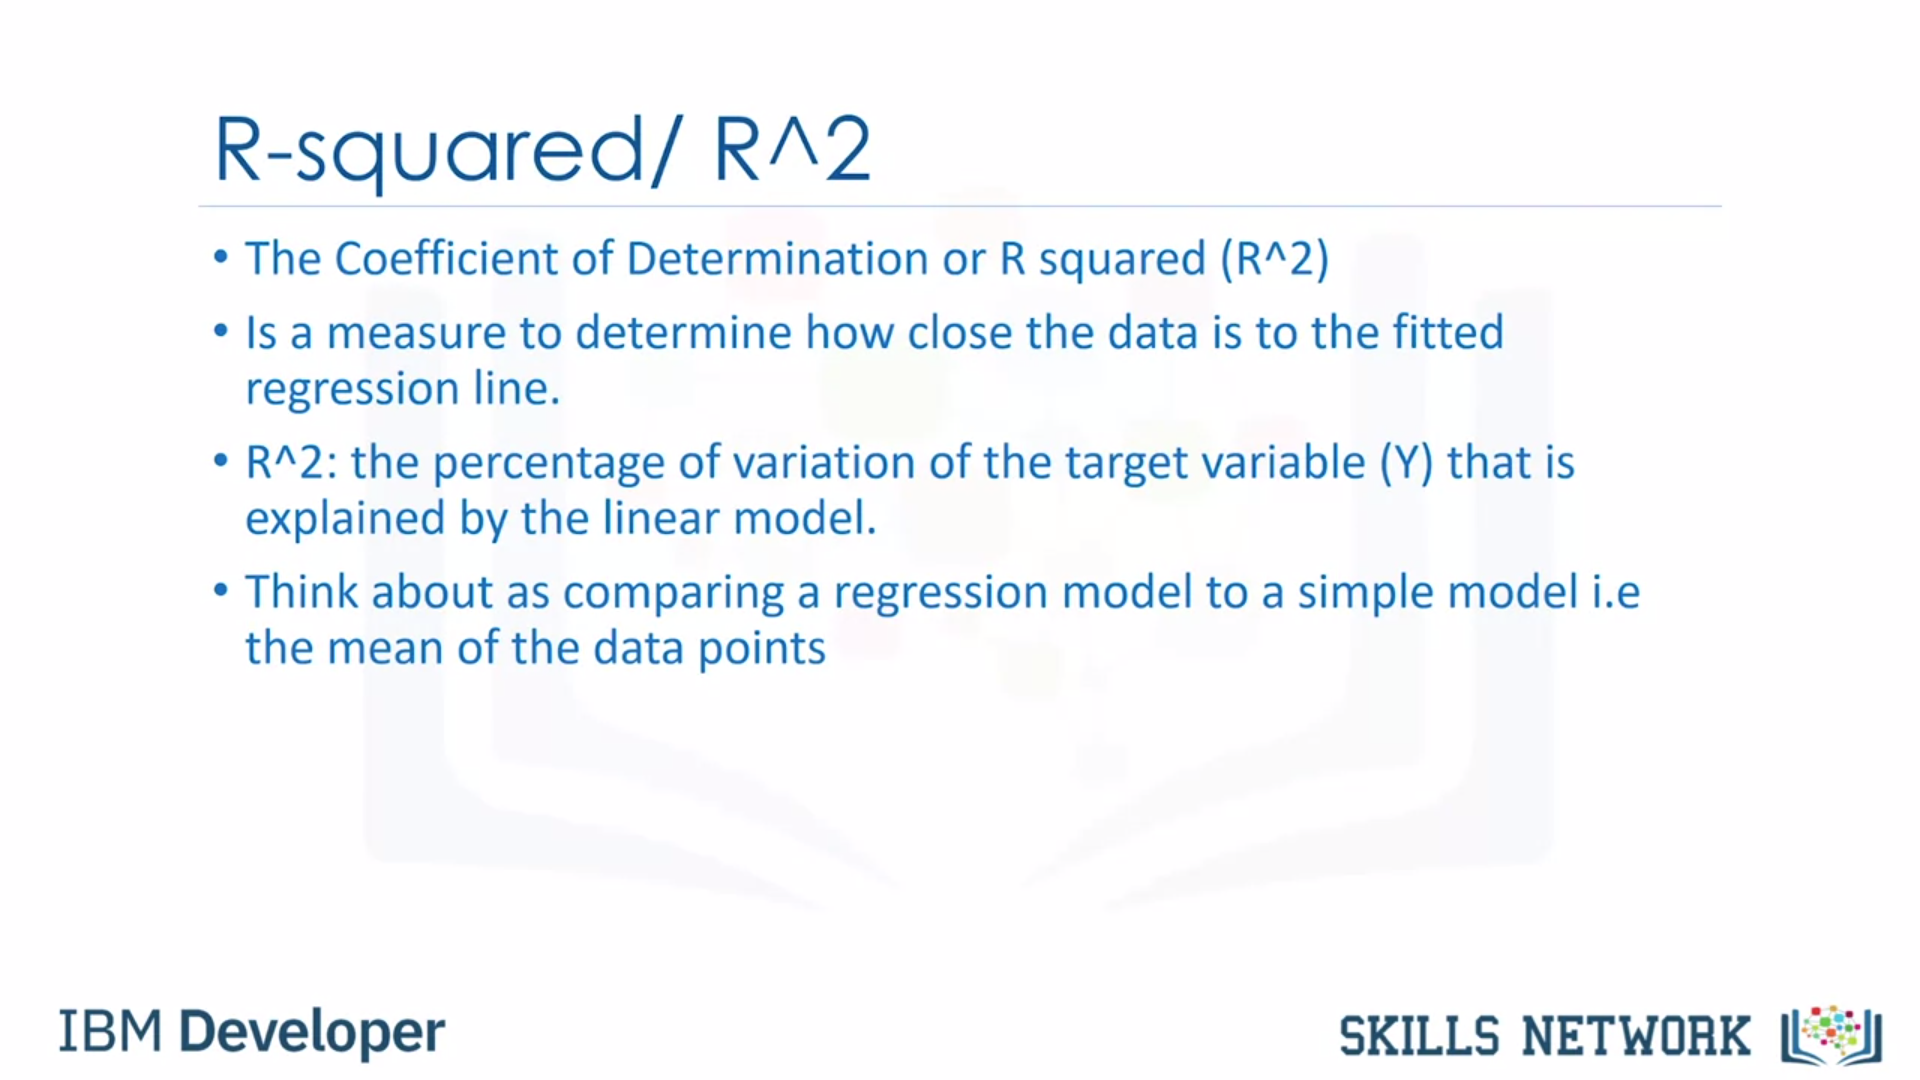 R-squared/ R^2
• The Coefficient of Determination or R squared (R^2)
• Is a measure to determine how close the data is to the fitted
regression line.
• R^2: the percentage of variation of the target variable (Y) that is
explained by the linear model.
• Think about as comparing a regression model to a simple model i.e
the mean of the data points
IBM Developer
SKILLS NETWORK